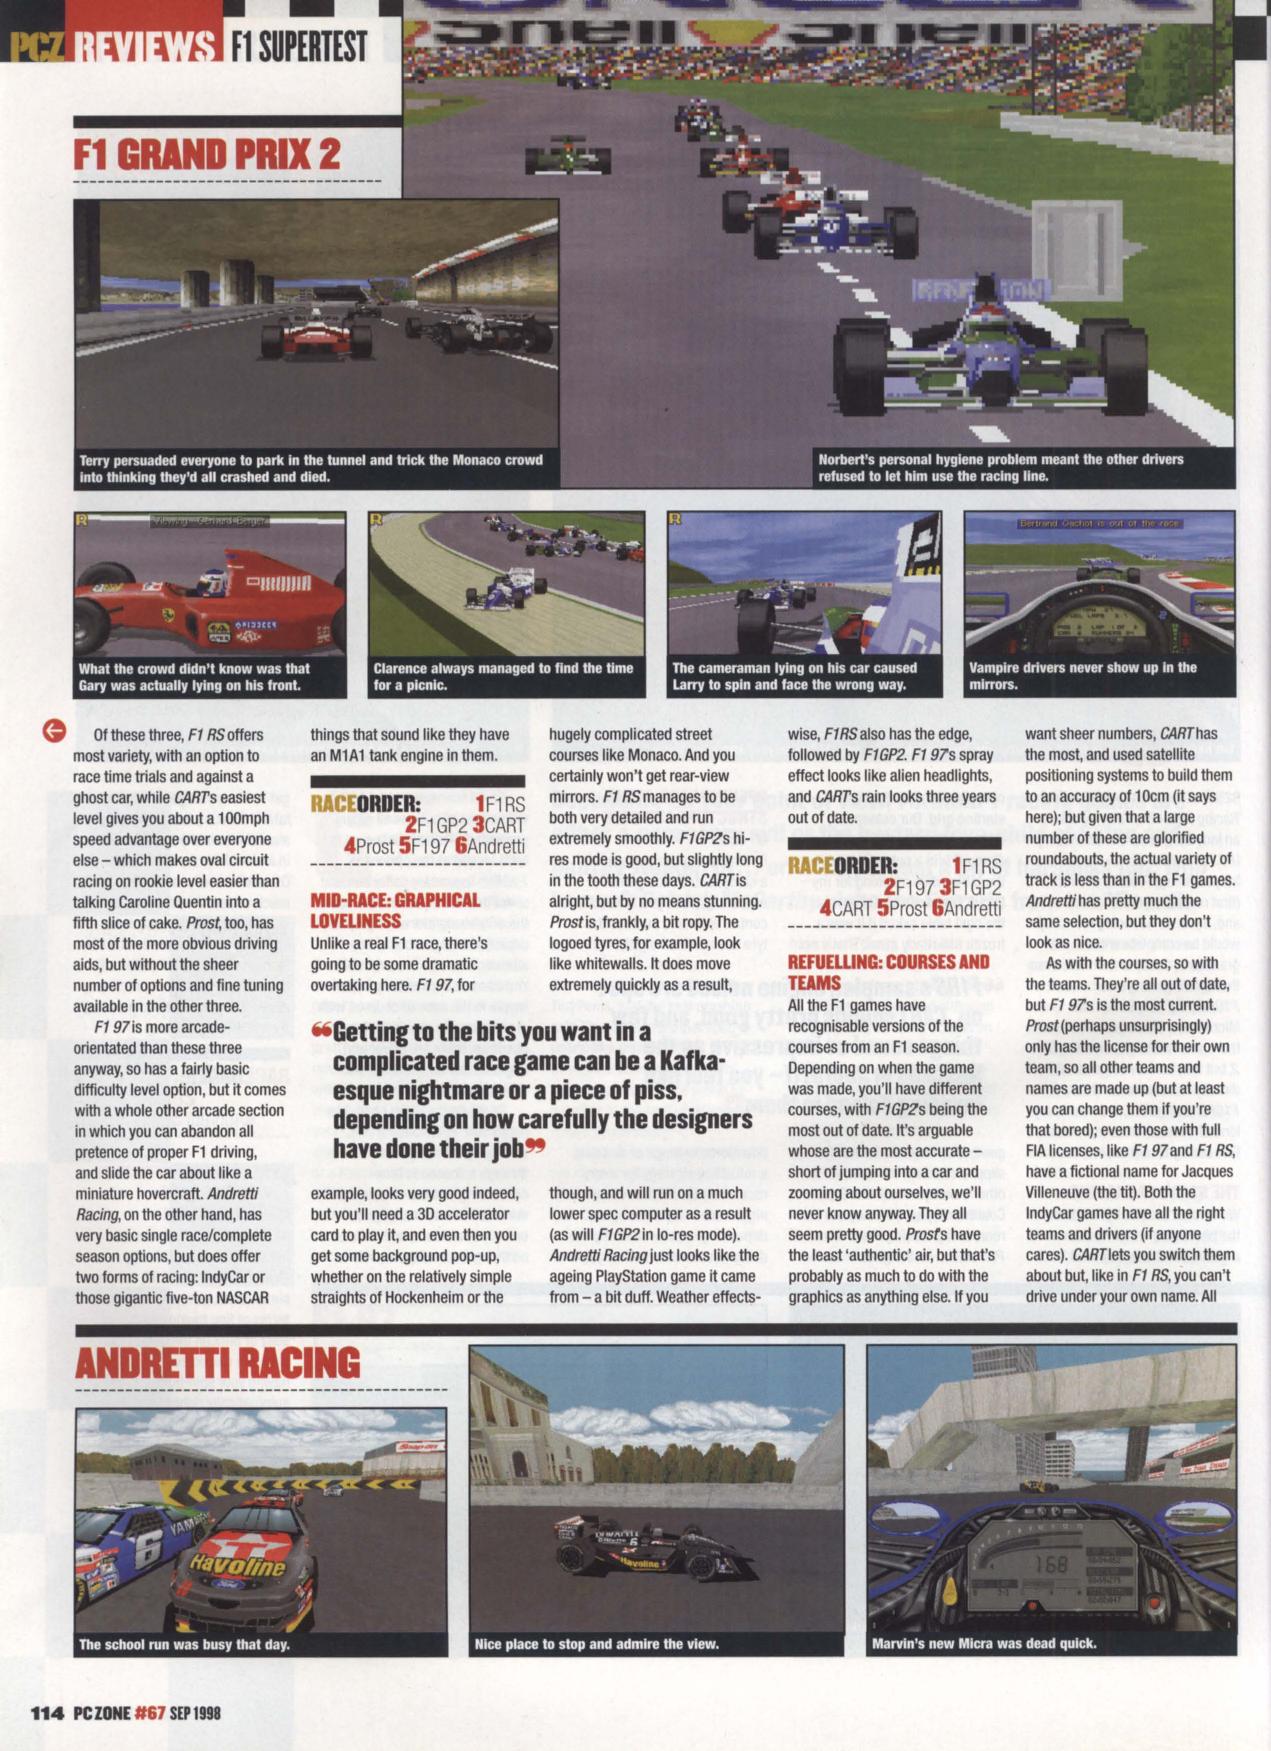 PCZ REVIEWS F1 SUPERTEST
Shell Shell
F1 GRAND PRIX 2
Terry persuaded everyone to park in the tunnel and trick the Monaco crowd
into thinking they'd all crashed and died.
Norbert's personal hygiene problem meant the other drivers
refused to let him use the racing line.
R
Viewing - Gerhard Berger
What the crowd didn't know was that
Gary was actually lying on his front.
R
Clarence always managed to find the time
for a picnic.
R
The cameraman lying on his car caused
Larry to spin and face the wrong way.
Bertrand Gachot is out of the race
Vampire drivers never show up in the
mirrors.
Of these three, F1 RS offers
most variety, with an option to
race time trials and against a
ghost car, while CART's easiest
level gives you about a 100mph
speed advantage over everyone
else – which makes oval circuit
racing on rookie level easier than
talking Caroline Quentin into a
fifth slice of cake. Prost, too, has
most of the more obvious driving
aids, but without the sheer
number of options and fine tuning
available in the other three.
F1 97 is more arcade-
orientated than these three
anyway, so has a fairly basic
difficulty level option, but it comes
with a whole other arcade section
in which you can abandon all
pretence of proper F1 driving,
and slide the car about like a
miniature hovercraft. Andretti
Racing, on the other hand, has
very basic single race/complete
season options, but does offer
two forms of racing: IndyCar or
those gigantic five-ton NASCAR
things that sound like they have
an M1A1 tank engine in them.
RACEORDER: 1F1RS
2F1GP2 3CART
4Prost 5F197 6Andretti
MID-RACE: GRAPHICAL
LOVELINESS
Unlike a real F1 race, there's
going to be some dramatic
overtaking here. F1 97, for
example, looks very good indeed,
but you'll need a 3D accelerator
card to play it, and even then you
get some background pop-up,
whether on the relatively simple
straights of Hockenheim or the
hugely complicated street
courses like Monaco. And you
certainly won't get rear-view
mirrors. F1 RS manages to be
both very detailed and run
extremely smoothly. F1GP2's hi-
res mode is good, but slightly long
in the tooth these days. CART is
alright, but by no means stunning.
Prost is, frankly, a bit ropy. The
logoed tyres, for example, look
like whitewalls. It does move
extremely quickly as a result,
“Getting to the bits you want in a
complicated race game can be a Kafka-
esque nightmare or a piece of piss,
depending on how carefully the designers
have done their job”
though, and will run on a much
lower spec computer as a result
(as will F1GP2 in lo-res mode).
Andretti Racing just looks like the
ageing PlayStation game it came
from – a bit duff. Weather effects-
wise, F1RS also has the edge,
followed by F1GP2. F1 97's spray
effect looks like alien headlights,
and CART's rain looks three years
out of date.
RACEORDER: 1F1RS
2F197 3F1GP2
4CART 5Prost 6Andretti
REFUELLING: COURSES AND
TEAMS
All the F1 games have
recognisable versions of the
courses from an F1 season.
Depending on when the game
was made, you'll have different
courses, with F1GP2's being the
most out of date. It's arguable
whose are the most accurate –
short of jumping into a car and
zooming about ourselves, we'll
never know anyway. They all
seem pretty good. Prost's have
the least 'authentic' air, but that's
probably as much to do with the
graphics as anything else. If you
want sheer numbers, CART has
the most, and used satellite
positioning systems to build them
to an accuracy of 10cm (it says
here); but given that a large
number of these are glorified
roundabouts, the actual variety of
track is less than in the F1 games.
Andretti has pretty much the
same selection, but they don't
look as nice.
As with the courses, so with
the teams. They're all out of date,
but F1 97's is the most current.
Prost (perhaps unsurprisingly)
only has the license for their own
team, so all other teams and
names are made up (but at least
you can change them if you're
that bored); even those with full
FIA licenses, like F1 97 and F1 RS,
have a fictional name for Jacques
Villeneuve (the tit). Both the
IndyCar games have all the right
teams and drivers (if anyone
cares). CART lets you switch them
about but, like in F1 RS, you can't
drive under your own name. All
ANDRETTI RACING
Snap-on
YAMAHA
6
Havoline
Ford
The school run was busy that day.
Havoline
6
Nice place to stop and admire the view.
168
Marvin's new Micra was dead quick.
114 PC ZONE #67 SEP 1998